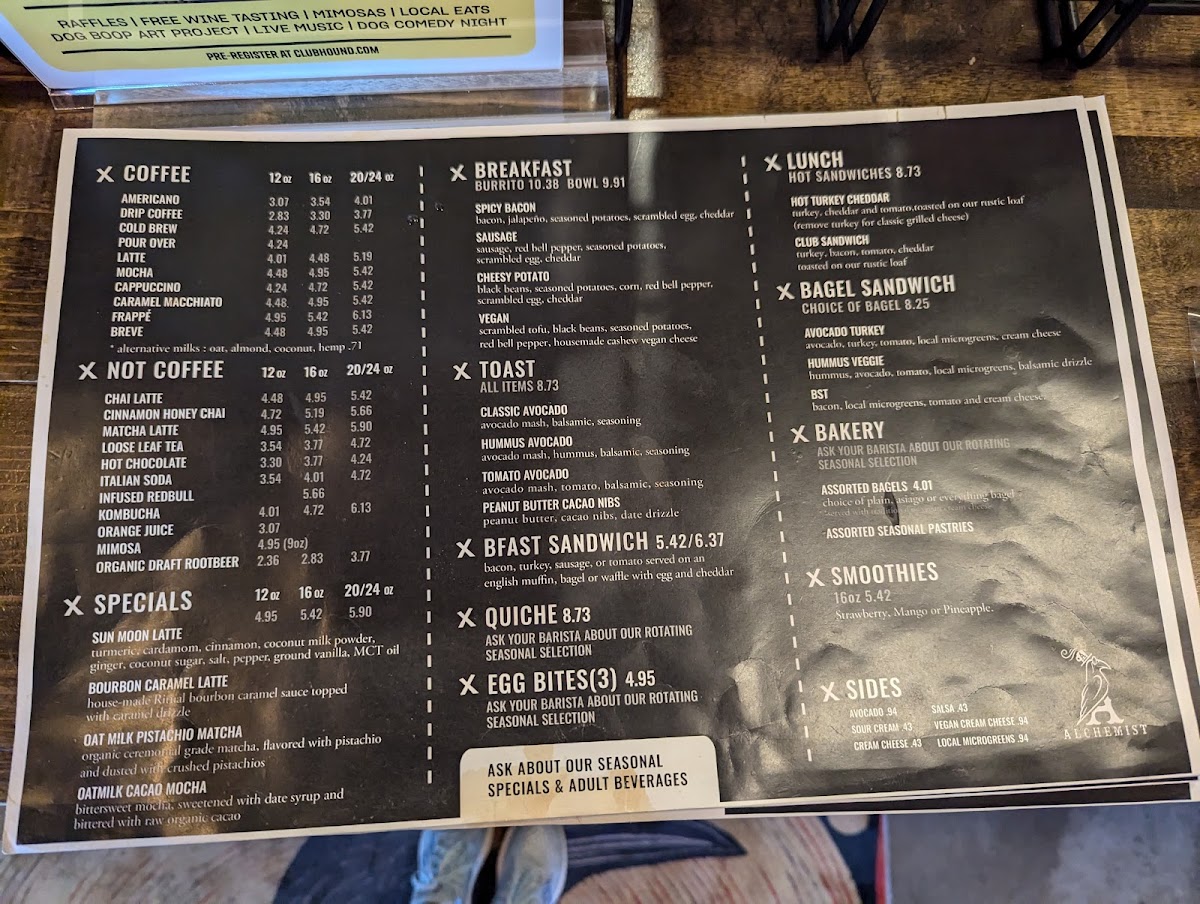 RAFFLES | FREE WINE TASTING | MIMOSAS | LOCAL EATS
DOG BOOP ART PROJECT | LIVE MUSIC | DOG COMEDY NIGHT
PRE-REGISTER AT CLUBHOUND.COM
X COFFEE 12 oz 16 oz 20/24 oz
AMERICANO 3.07 3.54 4.01
DRIP COFFEE 2.83 3.30 3.77
COLD BREW 4.24 4.72 5.42
POUR OVER 4.24
LATTE 4.01 4.48 5.19
MOCHA 4.48 4.95 5.42
CAPPUCCINO 4.24 4.72 5.42
CARAMEL MACCHIATO 4.48 4.95 5.42
FRAPPÉ 4.95 5.42 6.13
BREVE 4.48 4.95 5.42
* alternative milks : oat, almond, coconut, hemp .71
X NOT COFFEE 12 oz 16 oz 20/24 oz
CHAI LATTE 4.48 4.95 5.42
CINNAMON HONEY CHAI 4.72 5.19 5.66
MATCHA LATTE 4.95 5.42 5.90
LOOSE LEAF TEA 3.54 3.77 4.72
HOT CHOCOLATE 3.30 3.77 4.24
ITALIAN SODA 3.54 4.01 4.72
INFUSED REDBULL 5.66
KOMBUCHA 4.01 4.72 6.13
ORANGE JUICE 3.07
MIMOSA 4.95 (9oz)
ORGANIC DRAFT ROOTBEER 2.36 2.83 3.77
X SPECIALS 12 oz 16 oz 20/24 oz
4.95 5.42 5.90
SUN MOON LATTE
turmeric, cardamom, cinnamon, coconut milk powder,
ginger, coconut sugar, salt, pepper, ground vanilla, MCT oil
BOURBON CARAMEL LATTE
house-made bourbon caramel sauce topped
with caramel drizzle
OAT MILK PISTACHIO MATCHA
organic ceremonial grade matcha, flavored with pistachio
and dusted with crushed pistachios
OATMILK CACAO MOCHA
bittersweet mocha, sweetened with date syrup and
bittered with raw organic cacao
X BREAKFAST
BURRITO 10.38 BOWL 9.91
SPICY BACON
bacon, jalapeño, seasoned potatoes, scrambled egg, cheddar
SAUSAGE
sausage, red bell pepper, seasoned potatoes,
scrambled egg, cheddar
CHEESY POTATO
black beans, seasoned potatoes, corn, red bell pepper,
scrambled egg, cheddar
VEGAN
scrambled tofu, black beans, seasoned potatoes,
red bell pepper, housemade cashew vegan cheese
X TOAST
ALL ITEMS 8.73
CLASSIC AVOCADO
avocado mash, balsamic, seasoning
HUMMUS AVOCADO
avocado mash, hummus, balsamic, seasoning
TOMATO AVOCADO
avocado mash, tomato, balsamic, seasoning
PEANUT BUTTER CACAO NIBS
peanut butter, cacao nibs, date drizzle
X BFAST SANDWICH 5.42/6.37
bacon, turkey, sausage, or tomato served on an
english muffin, bagel or waffle with egg and cheddar
X QUICHE 8.73
ASK YOUR BARISTA ABOUT OUR ROTATING
SEASONAL SELECTION
X EGG BITES(3) 4.95
ASK YOUR BARISTA ABOUT OUR ROTATING
SEASONAL SELECTION
ASK ABOUT OUR SEASONAL
SPECIALS & ADULT BEVERAGES
X LUNCH
HOT SANDWICHES 8.73
HOT TURKEY CHEDDAR
turkey, cheddar and tomato,toasted on our rustic loaf
(remove turkey for classic grilled cheese)
CLUB SANDWICH
turkey, bacon, tomato, cheddar
toasted on our rustic loaf
X BAGEL SANDWICH
CHOICE OF BAGEL 8.25
AVOCADO TURKEY
avocado, turkey, tomato, local microgreens, cream cheese
HUMMUS VEGGIE
hummus, avocado, tomato, local microgreens, balsamic drizzle
BST
bacon, local microgreens, tomato and cream cheese,
X BAKERY
ASK YOUR BARISTA ABOUT OUR ROTATING
SEASONAL SELECTION
ASSORTED BAGELS 4.01
choice of plain, asiago or everything bagel
ASSORTED SEASONAL PASTRIES
X SMOOTHIES
16oz 5.42
Strawberry, Mango or Pineapple.
X SIDES
AVOCADO .94 SALSA .43
SOUR CREAM .43 VEGAN CREAM CHEESE .94
CREAM CHEESE .43 LOCAL MICROGREENS .94
ALCHEMIST